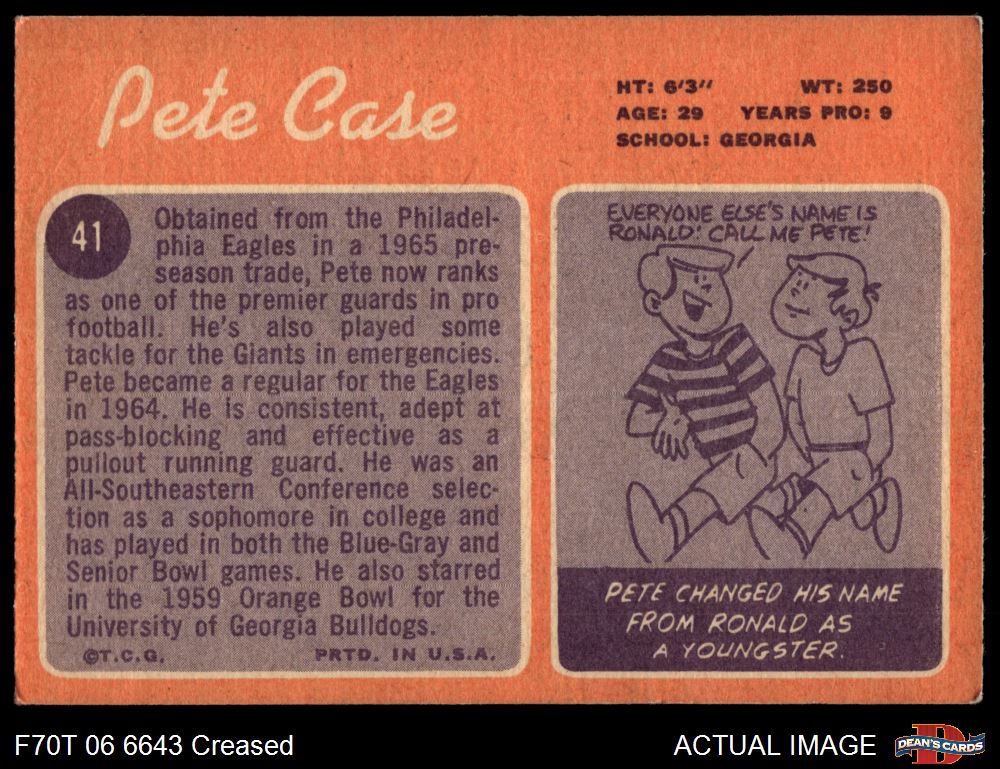 Pete Case
HT: 6'3" WT: 250
AGE: 29 YEARS PRO: 9
SCHOOL: GEORGIA
41
Obtained from the Philadel-
phia Eagles in a 1965 pre-
season trade, Pete now ranks
as one of the premier guards in pro
football. He's also played some
tackle for the Giants in emergencies.
Pete became a regular for the Eagles
in 1964. He is consistent, adept at
pass-blocking and effective as a
pullout running guard. He was an
All-Southeastern Conference selec-
tion as a sophomore in college and
has played in both the Blue-Gray and
Senior Bowl games. He also starred
in the 1959 Orange Bowl for the
University of Georgia Bulldogs.
©T.C.G. PRTD. IN U.S.A.
EVERYONE ELSE'S NAME IS
RONALD! CALL ME PETE!
PETE CHANGED HIS NAME
FROM RONALD AS
A YOUNGSTER.
F70T 06 6643 Creased
ACTUAL IMAGE
D
DEAN'S CARDS